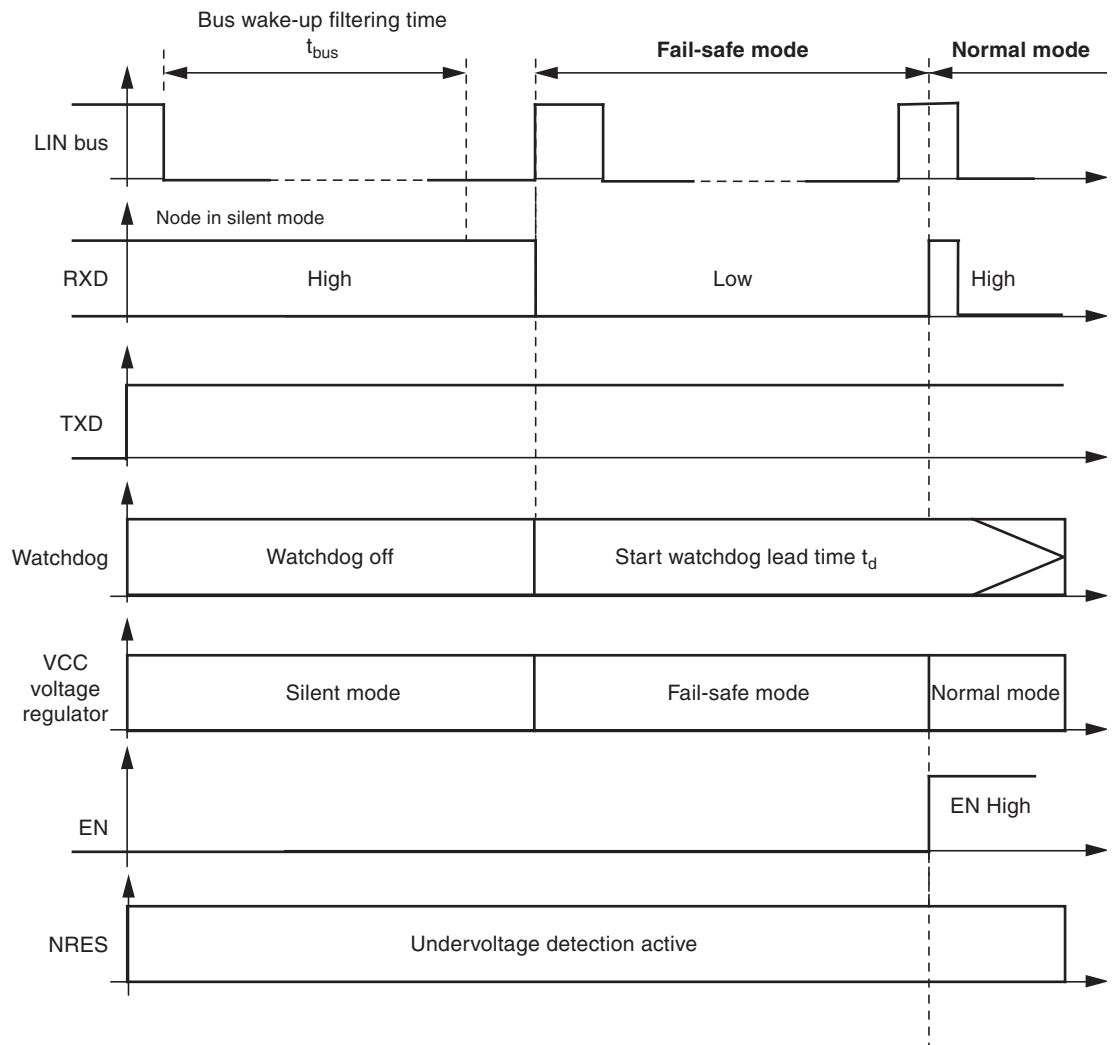 Bus wake-up filtering time
tbus
Fail-safe mode
Normal mode
LIN bus
Node in silent mode
RXD
High
Low
High
TXD
Watchdog
Watchdog off
Start watchdog lead time td
VCC
voltage
regulator
Silent mode
Fail-safe mode
Normal mode
EN
EN High
NRES
Undervoltage detection active